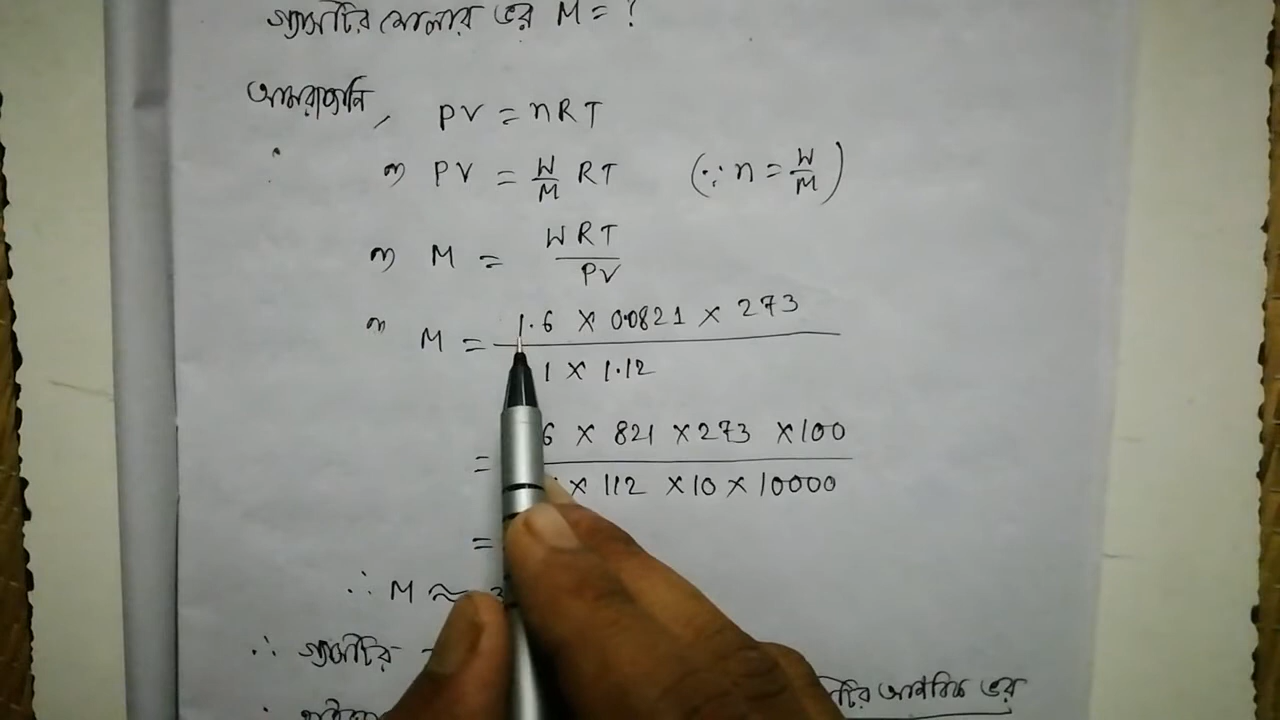 গ্যাসটির মোলার ভর M = ?
আমরাজানি, PV = nRT
বা PV = W/M RT (∵ n = W/M)
বা M = WRT/PV
বা M = 1.6 × 0.0821 × 273 / 1 × 1.12
= 6 × 821 × 273 × 100 / × 112 × 10 × 10000
=
∴ M ≈
∴ গ্যাসটির
আনবিক ভর